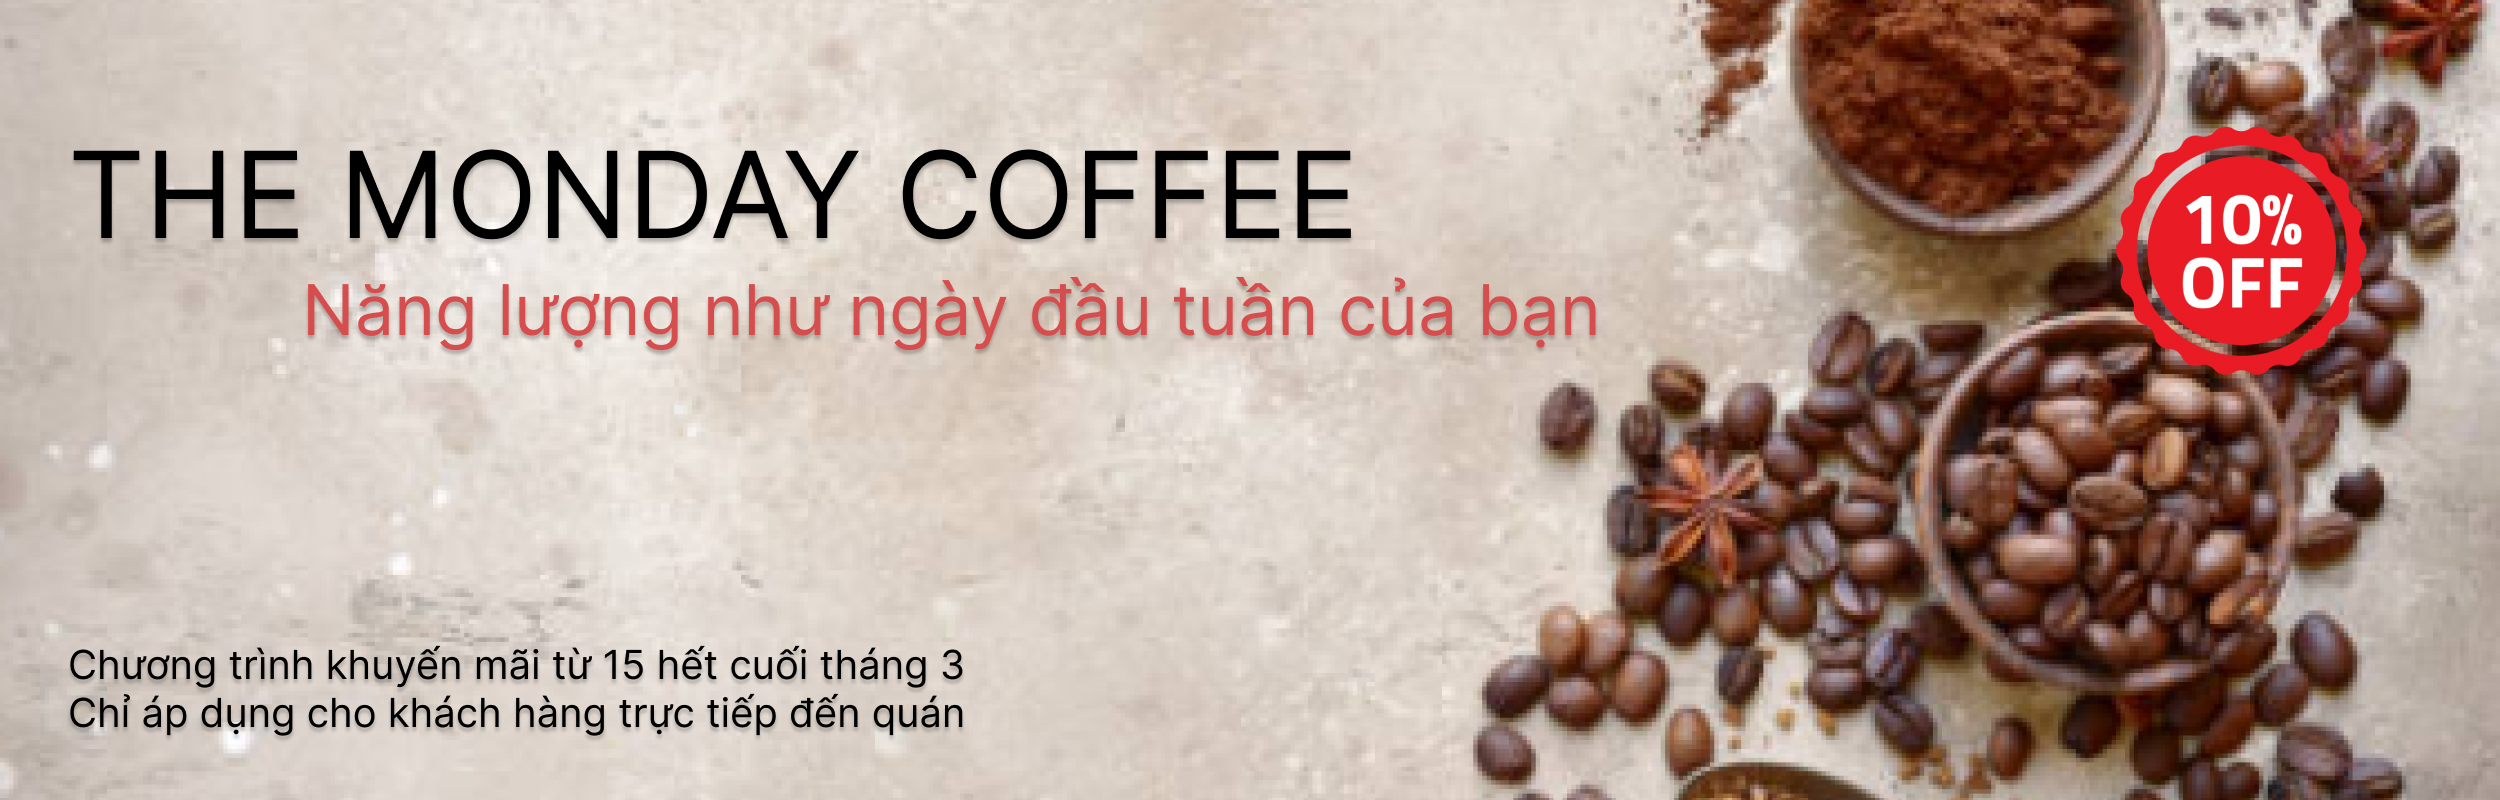 THE MONDAY COFFEE
Năng lượng như ngày đầu tuần của bạn
10%
OFF
Chương trình khuyến mãi từ 15 hết cuối tháng 3
Chỉ áp dụng cho khách hàng trực tiếp đến quán